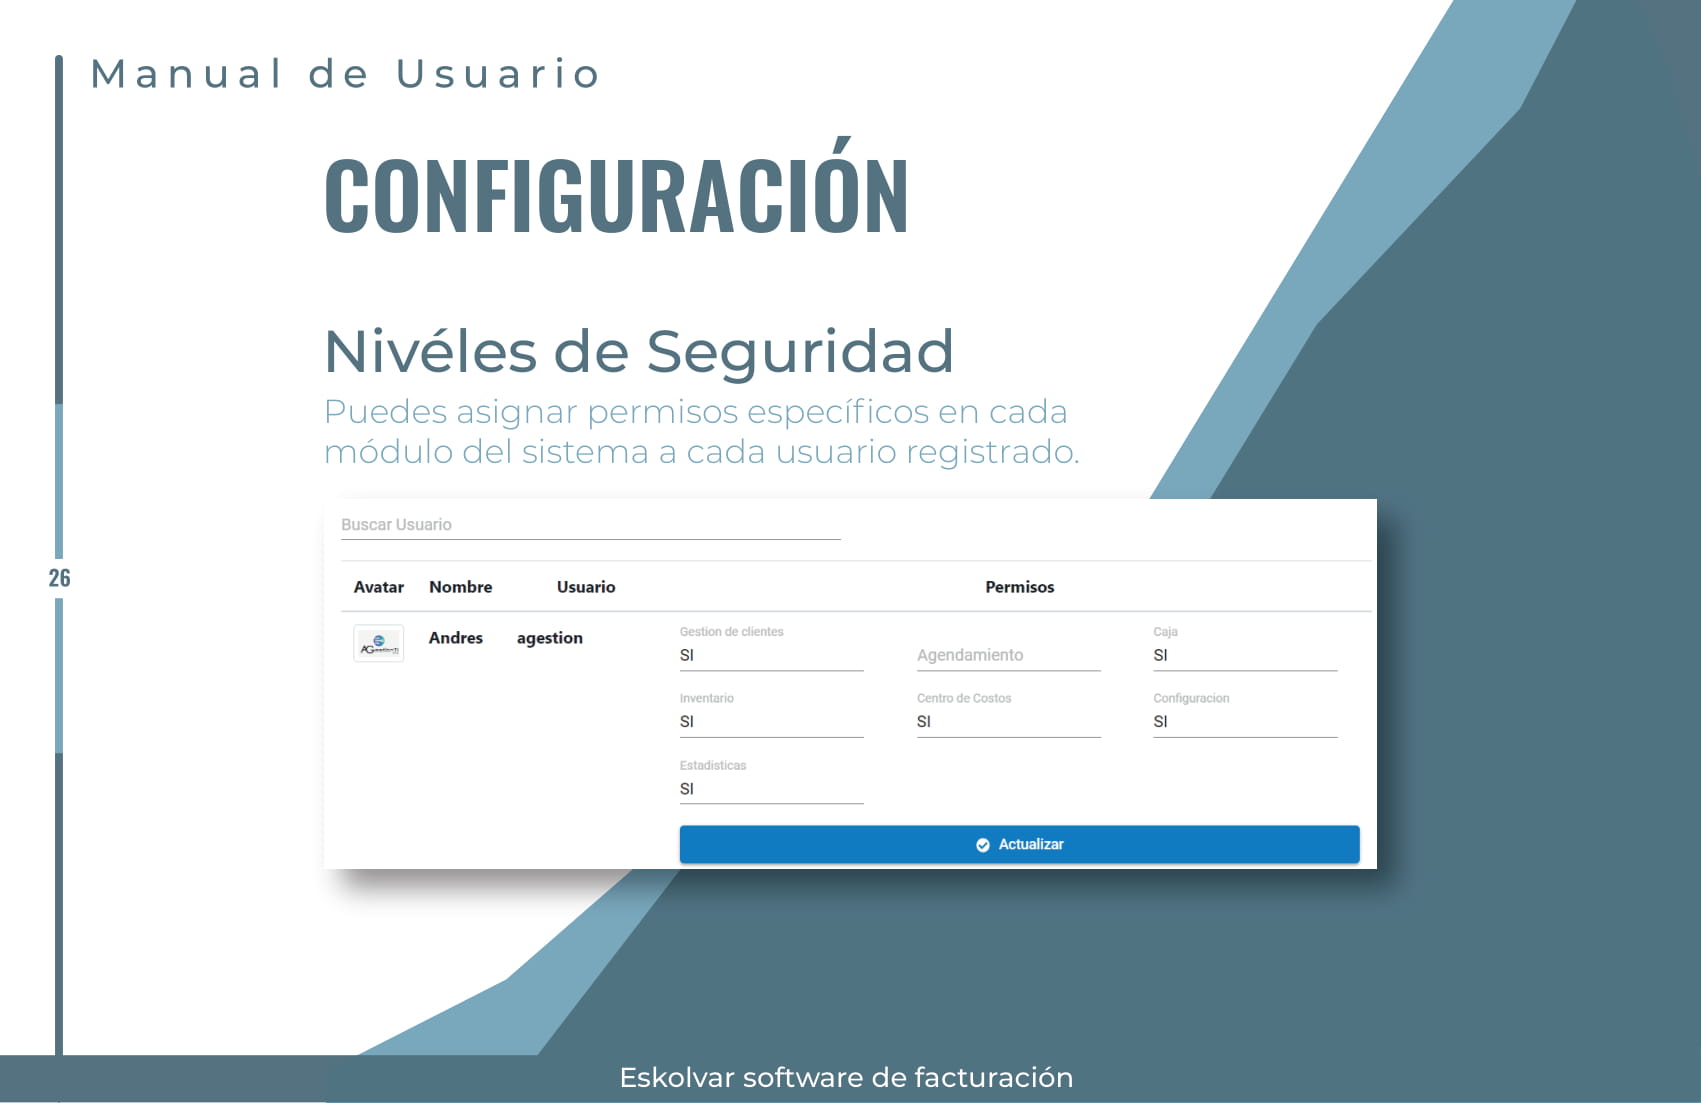 Manual de Usuario
CONFIGURACIÓN
Nivéles de Seguridad
Puedes asignar permisos específicos en cada
módulo del sistema a cada usuario registrado.
Buscar Usuario
26
Avatar Nombre Usuario Permisos
Andres agestion
Gestion de clientes
SI
Agendamiento
Caja
SI
Inventario
SI
Centro de Costos
SI
Configuracion
SI
Estadisticas
SI
Actualizar
Eskolvar software de facturación